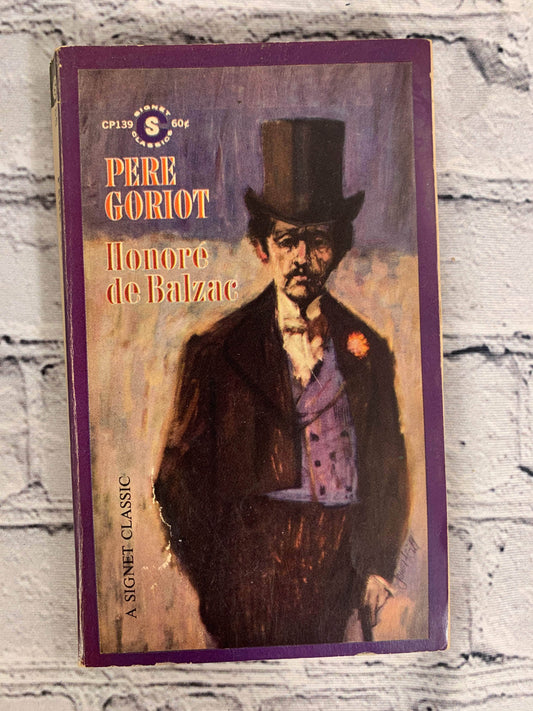 CP139 SIGNET CLASSICS 60¢
S
PERE
GORIOT
Honoré
de Balzac
A SIGNET CLASSIC